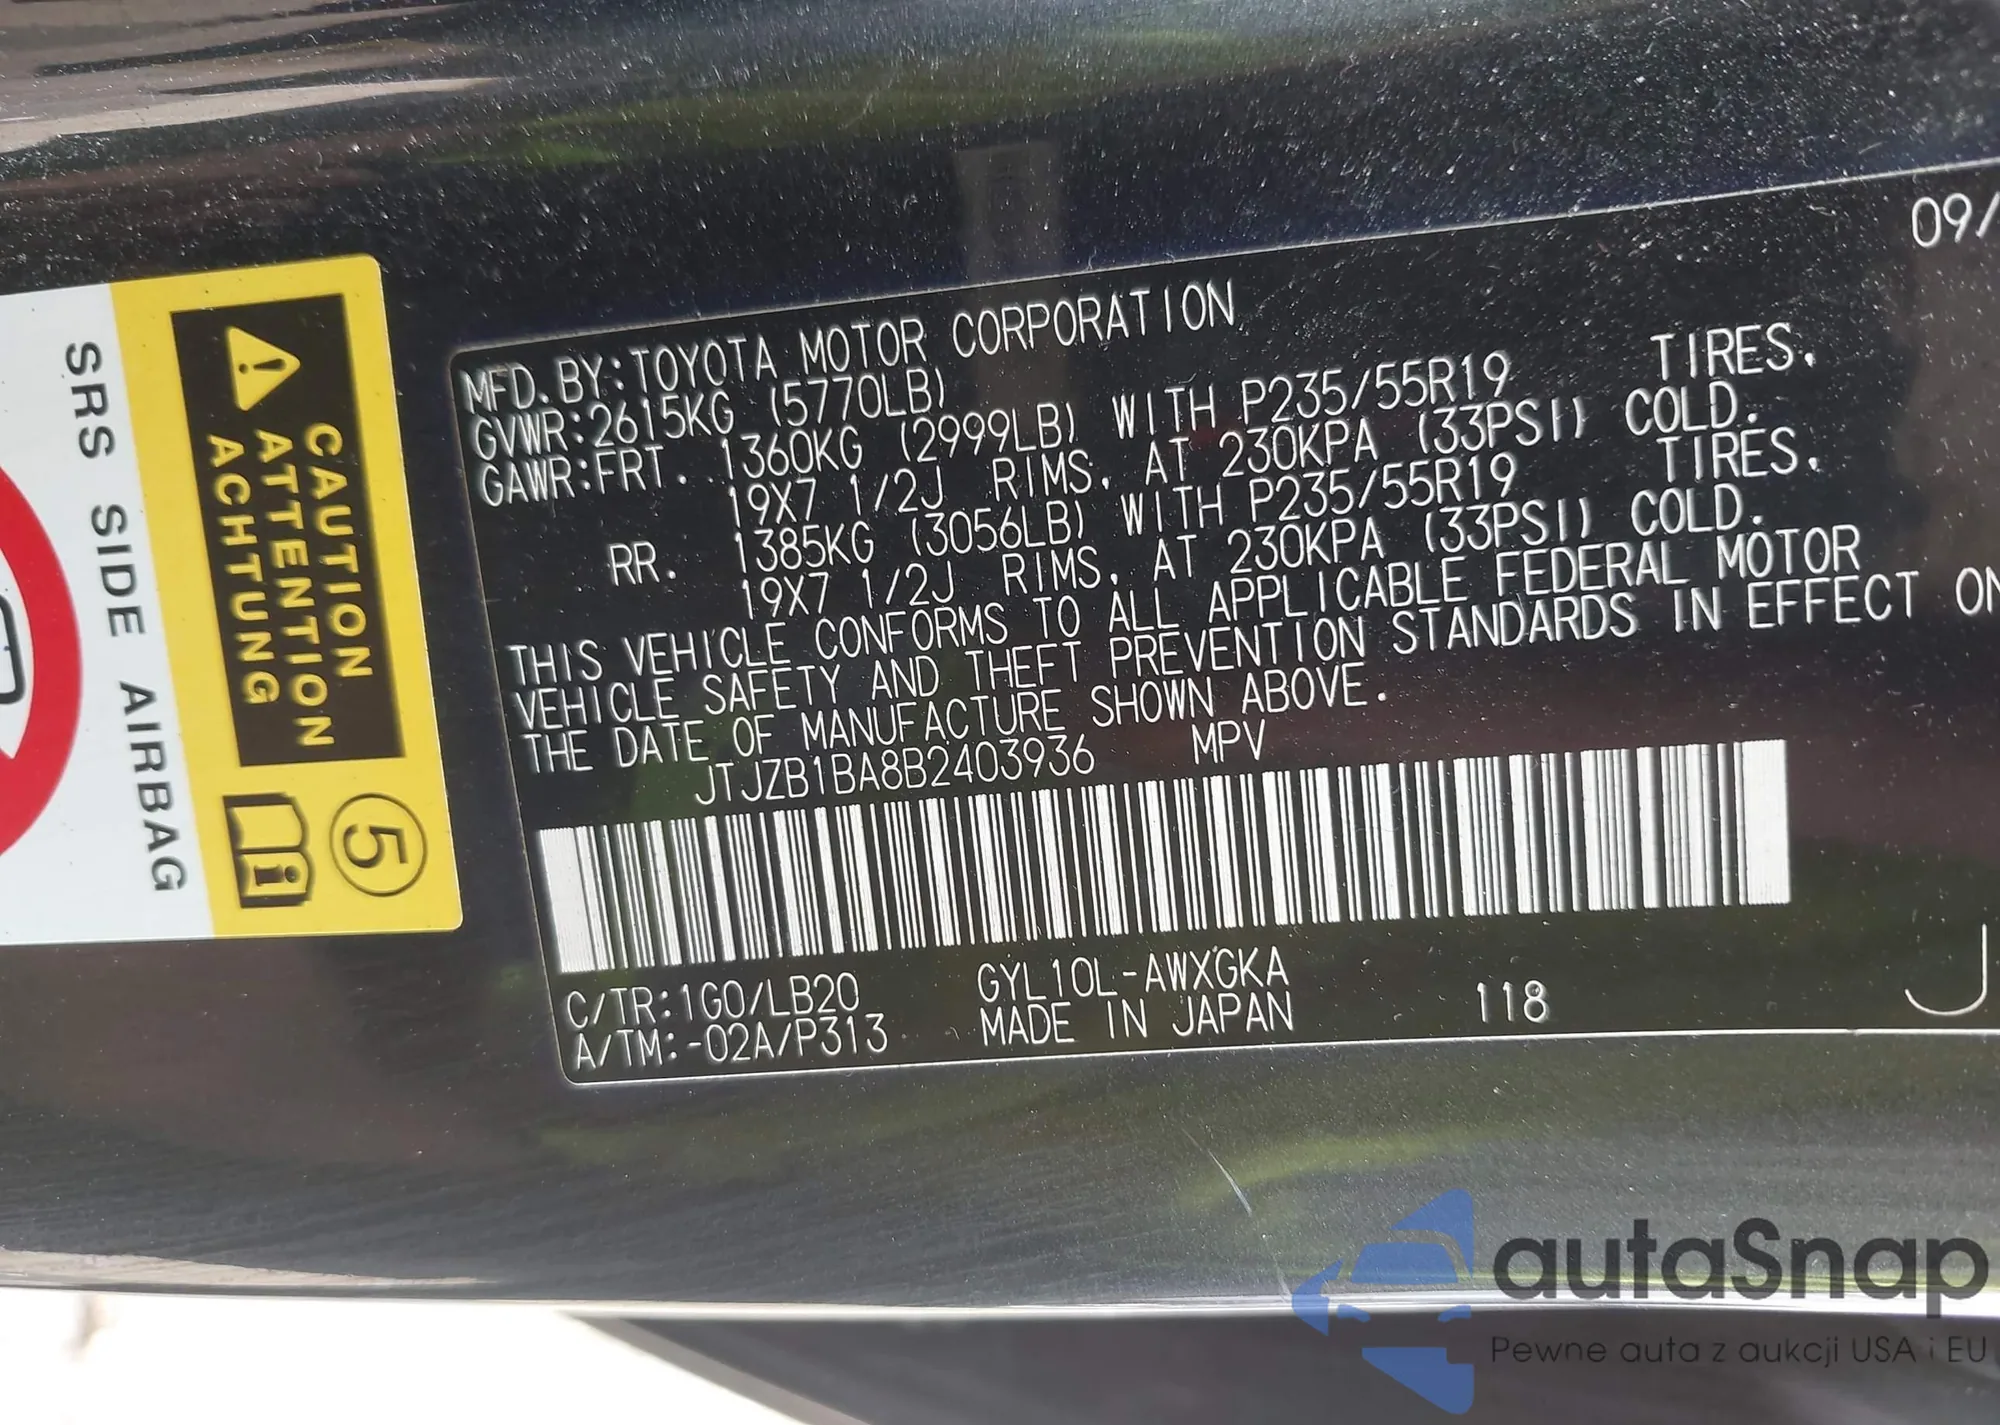 09/
MFD. BY:TOYOTA MOTOR CORPORATION
GVWR:2615KG (5770LB)
GAWR:FRT. 1360KG (2999LB) WITH P235/55R19 TIRES,
19X7 1/2J RIMS, AT 230KPA (33PSI) COLD.
RR. 1385KG (3056LB) WITH P235/55R19 TIRES,
19X7 1/2J RIMS, AT 230KPA (33PSI) COLD.
THIS VEHICLE CONFORMS TO ALL APPLICABLE FEDERAL MOTOR
VEHICLE SAFETY AND THEFT PREVENTION STANDARDS IN EFFECT ON
THE DATE OF MANUFACTURE SHOWN ABOVE.
JTJZB1BA8B2403936 MPV
C/TR:1G0/LB20 GYL10L-AWXGKA
A/TM:-02A/P313 MADE IN JAPAN 118
J
CAUTION
ATTENTION
ACHTUNG
5
SRS SIDE AIRBAG
autaSnap
Pewne auta z aukcji USA i EU